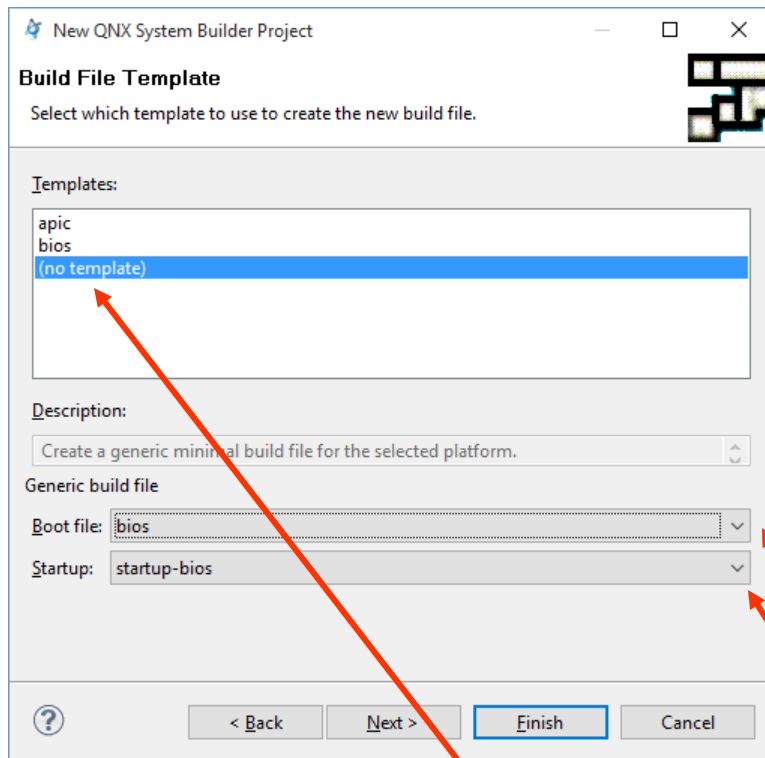 New QNX System Builder Project
Build File Template
Select which template to use to create the new build file.
Templates:
apic
bios
(no template)
Description:
Create a generic minimal build file for the selected platform.
Generic build file
Boot file: bios
Startup: startup-bios
? < Back Next > Finish Cancel